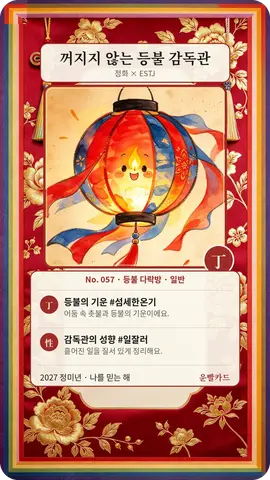 꺼지지 않는 등불 감독관
정화 × ESTJ
丁
No. 057 · 등불 다락방 · 일반
丁
등불의 기운 #섬세한온기
어둠 속 촛불과 등불의 기운이에요.
性
감독관의 성향 #일잘러
흩어진 일을 질서 있게 정리해요.
2027 정미년 · 나를 믿는 해
운빨카드